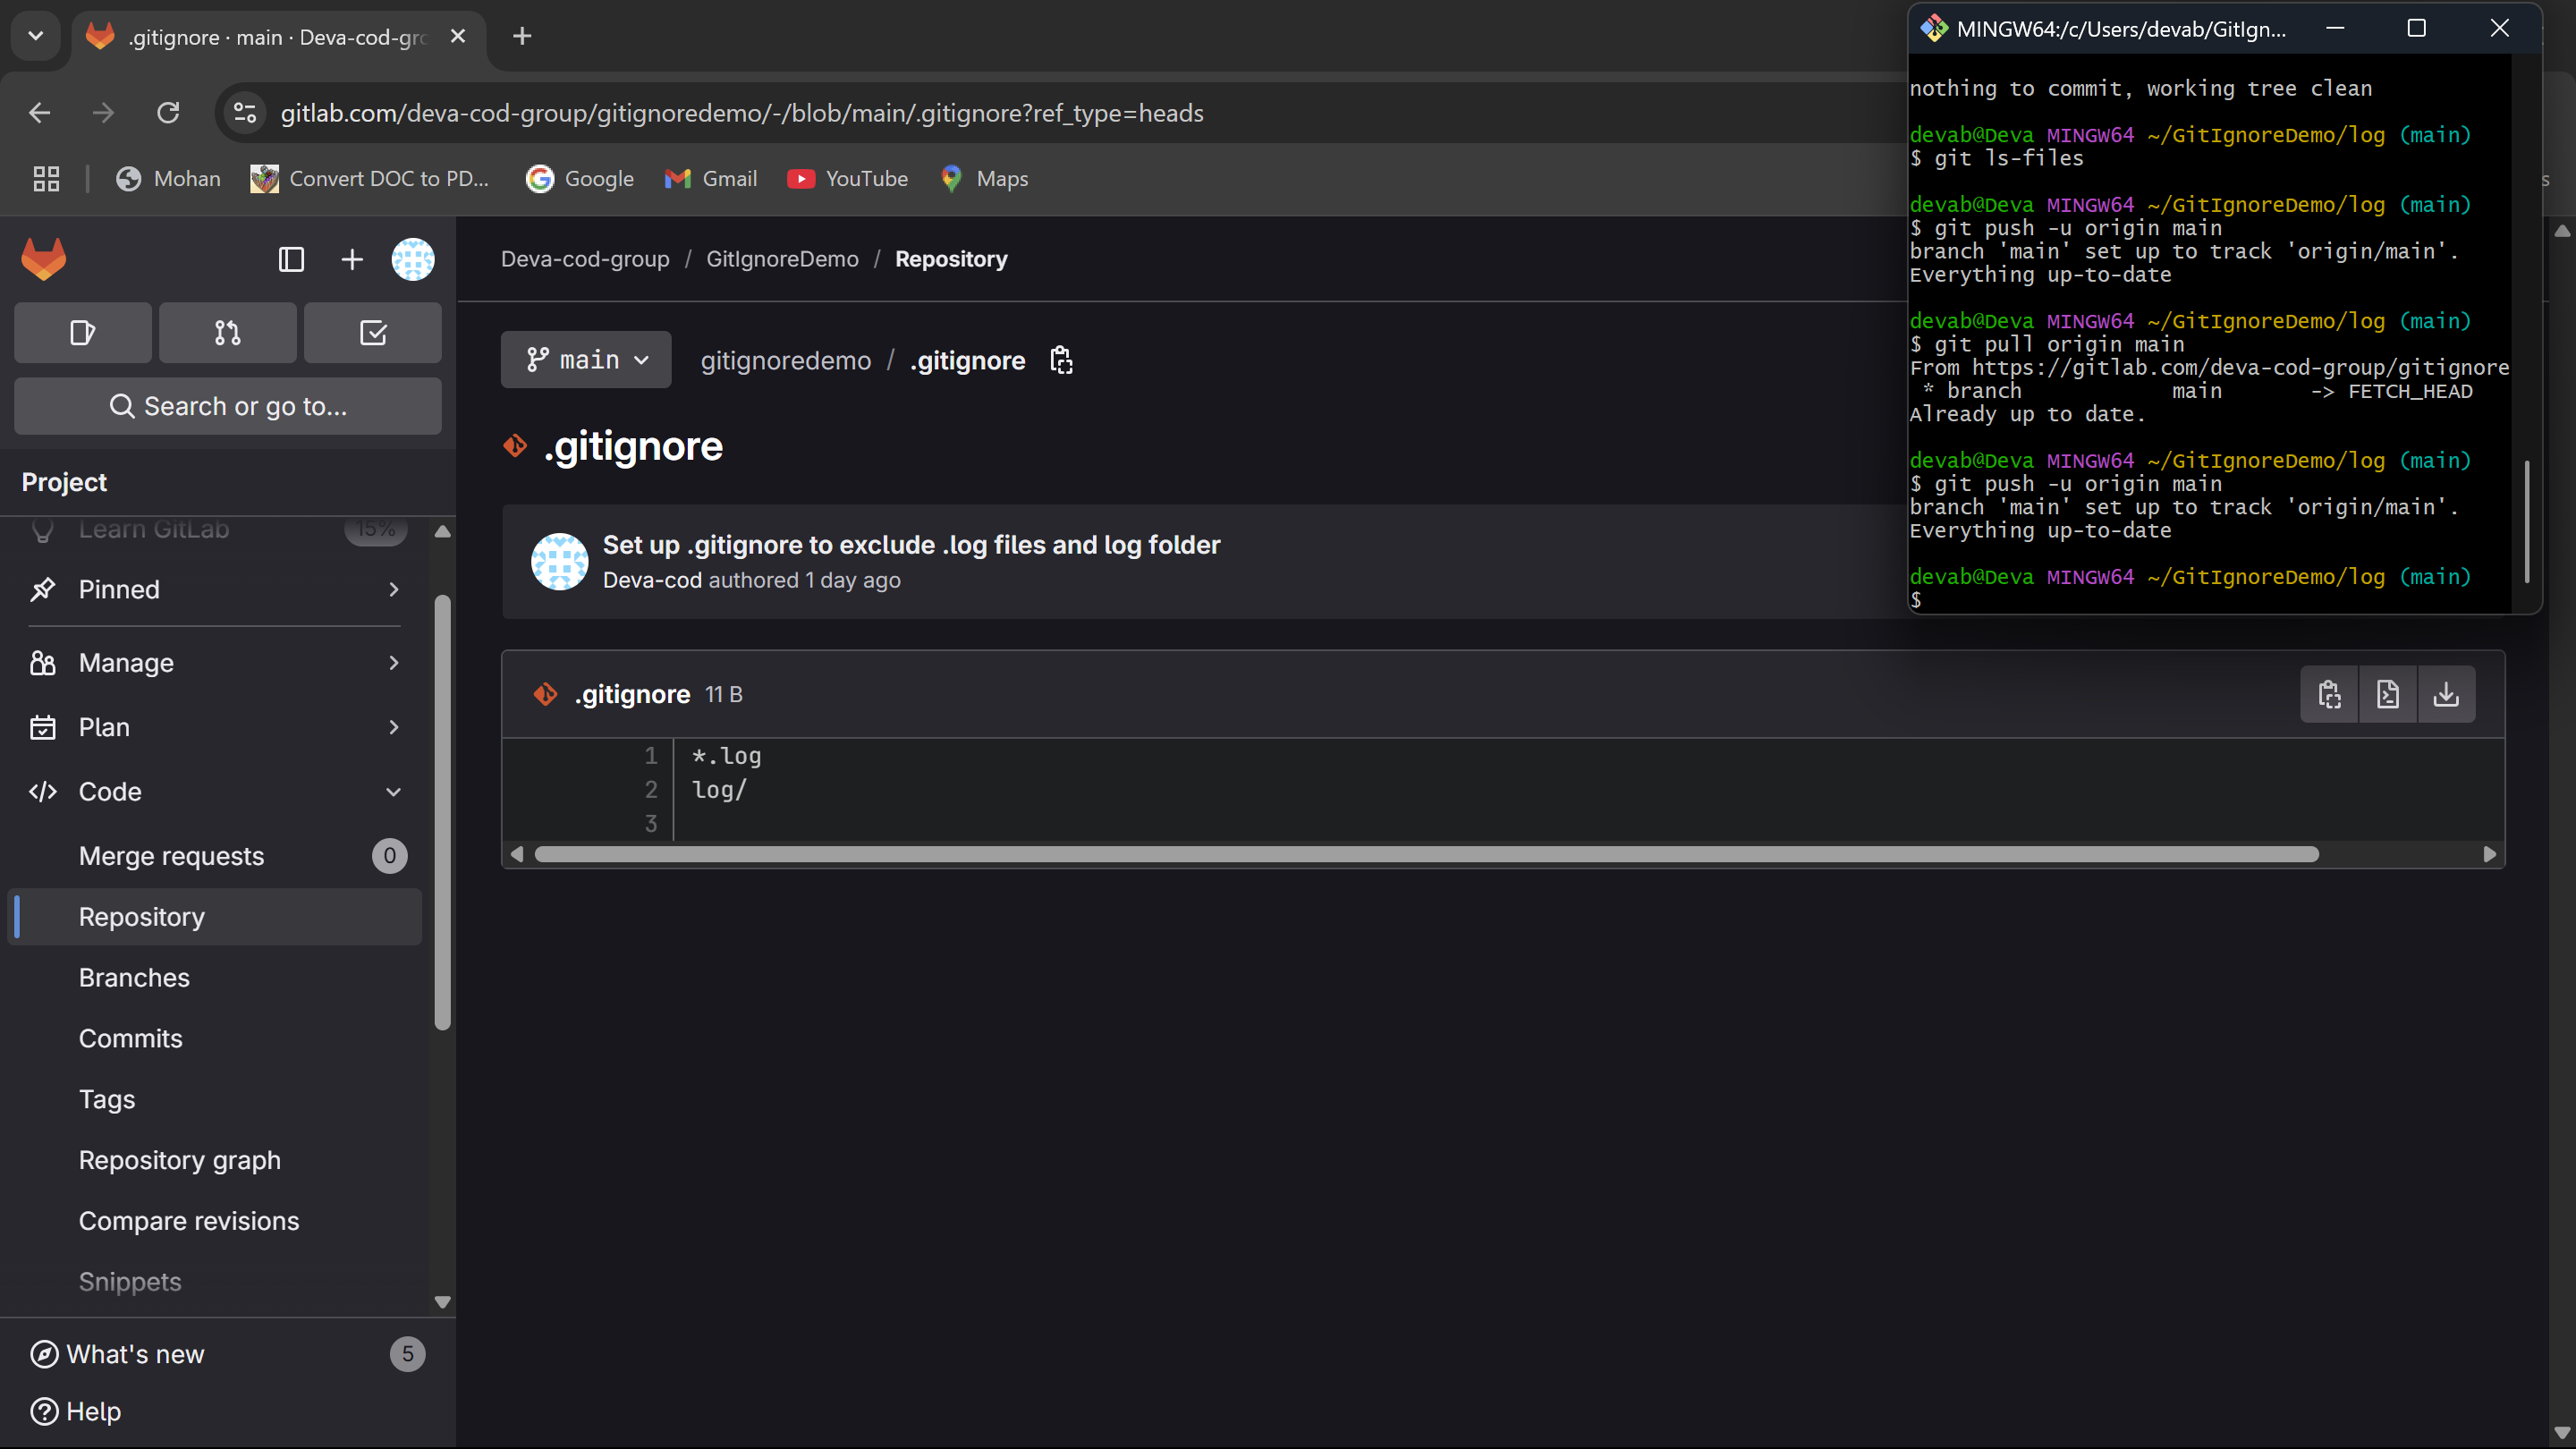 .gitignore · main · Deva-cod-gro
gitlab.com/deva-cod-group/gitignoredemo/-/blob/main/.gitignore?ref_type=heads
Mohan
Convert DOC to PD...
Google
Gmail
YouTube
Maps
s
Search or go to...
Project
Learn GitLab
15%
Pinned
Manage
Plan
Code
Merge requests
0
Repository
Branches
Commits
Tags
Repository graph
Compare revisions
Snippets
What's new
5
Help
Deva-cod-group / GitIgnoreDemo / Repository
main
gitignoredemo / .gitignore
.gitignore
Set up .gitignore to exclude .log files and log folder
Deva-cod authored 1 day ago
.gitignore 11 B
1 *.log
2 log/
3
MINGW64:/c/Users/devab/GitIgn...
nothing to commit, working tree clean
devab@Deva MINGW64 ~/GitIgnoreDemo/log (main)
$ git ls-files
devab@Deva MINGW64 ~/GitIgnoreDemo/log (main)
$ git push -u origin main
branch 'main' set up to track 'origin/main'.
Everything up-to-date
devab@Deva MINGW64 ~/GitIgnoreDemo/log (main)
$ git pull origin main
From https://gitlab.com/deva-cod-group/gitignore
* branch main -> FETCH_HEAD
Already up to date.
devab@Deva MINGW64 ~/GitIgnoreDemo/log (main)
$ git push -u origin main
branch 'main' set up to track 'origin/main'.
Everything up-to-date
devab@Deva MINGW64 ~/GitIgnoreDemo/log (main)
$